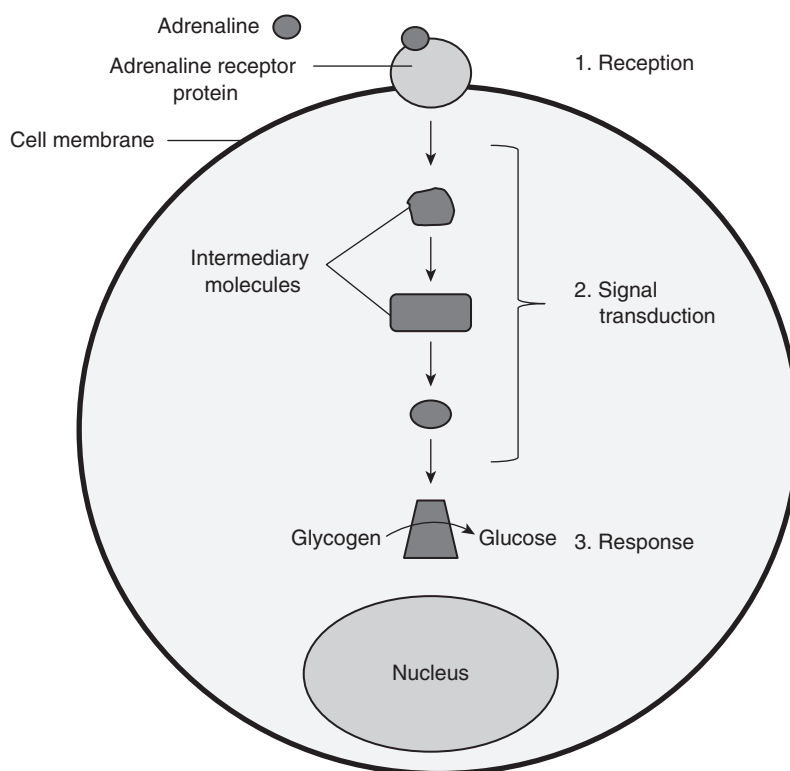 Adrenaline
Adrenaline receptor
protein
1. Reception
Cell membrane
Intermediary
molecules
2. Signal
transduction
Glycogen
Glucose
3. Response
Nucleus